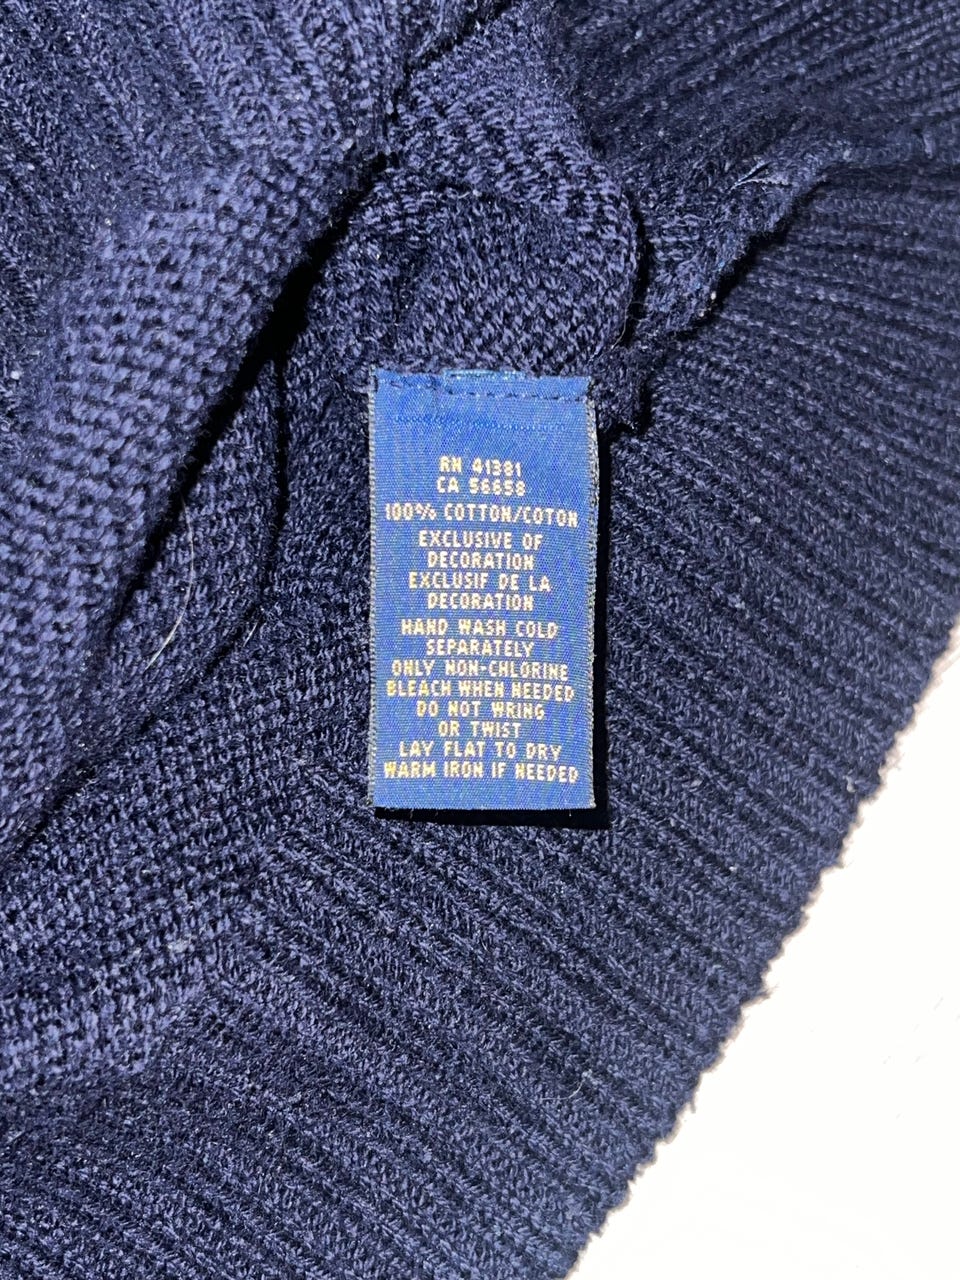 RN 41381
CA 56658
100% COTTON/COTON
EXCLUSIVE OF
DECORATION
EXCLUSIF DE LA
DECORATION
HAND WASH COLD
SEPARATELY
ONLY NON-CHLORINE
BLEACH WHEN NEEDED
DO NOT WRING
OR TWIST
LAY FLAT TO DRY
WARM IRON IF NEEDED